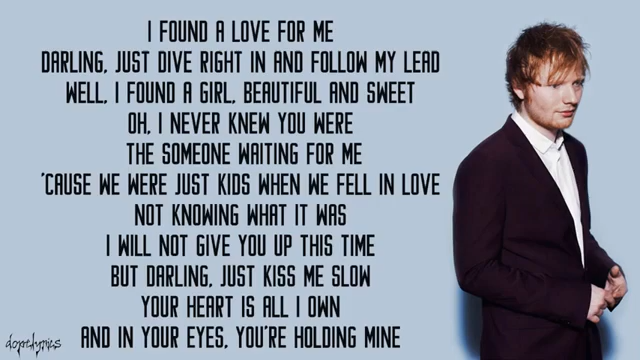 I FOUND A LOVE FOR ME
DARLING, JUST DIVE RIGHT IN AND FOLLOW MY LEAD
WELL, I FOUND A GIRL, BEAUTIFUL AND SWEET
OH, I NEVER KNEW YOU WERE
THE SOMEONE WAITING FOR ME
'CAUSE WE WERE JUST KIDS WHEN WE FELL IN LOVE
NOT KNOWING WHAT IT WAS
I WILL NOT GIVE YOU UP THIS TIME
BUT DARLING, JUST KISS ME SLOW
YOUR HEART IS ALL I OWN
AND IN YOUR EYES, YOU'RE HOLDING MINE
dopelyrics